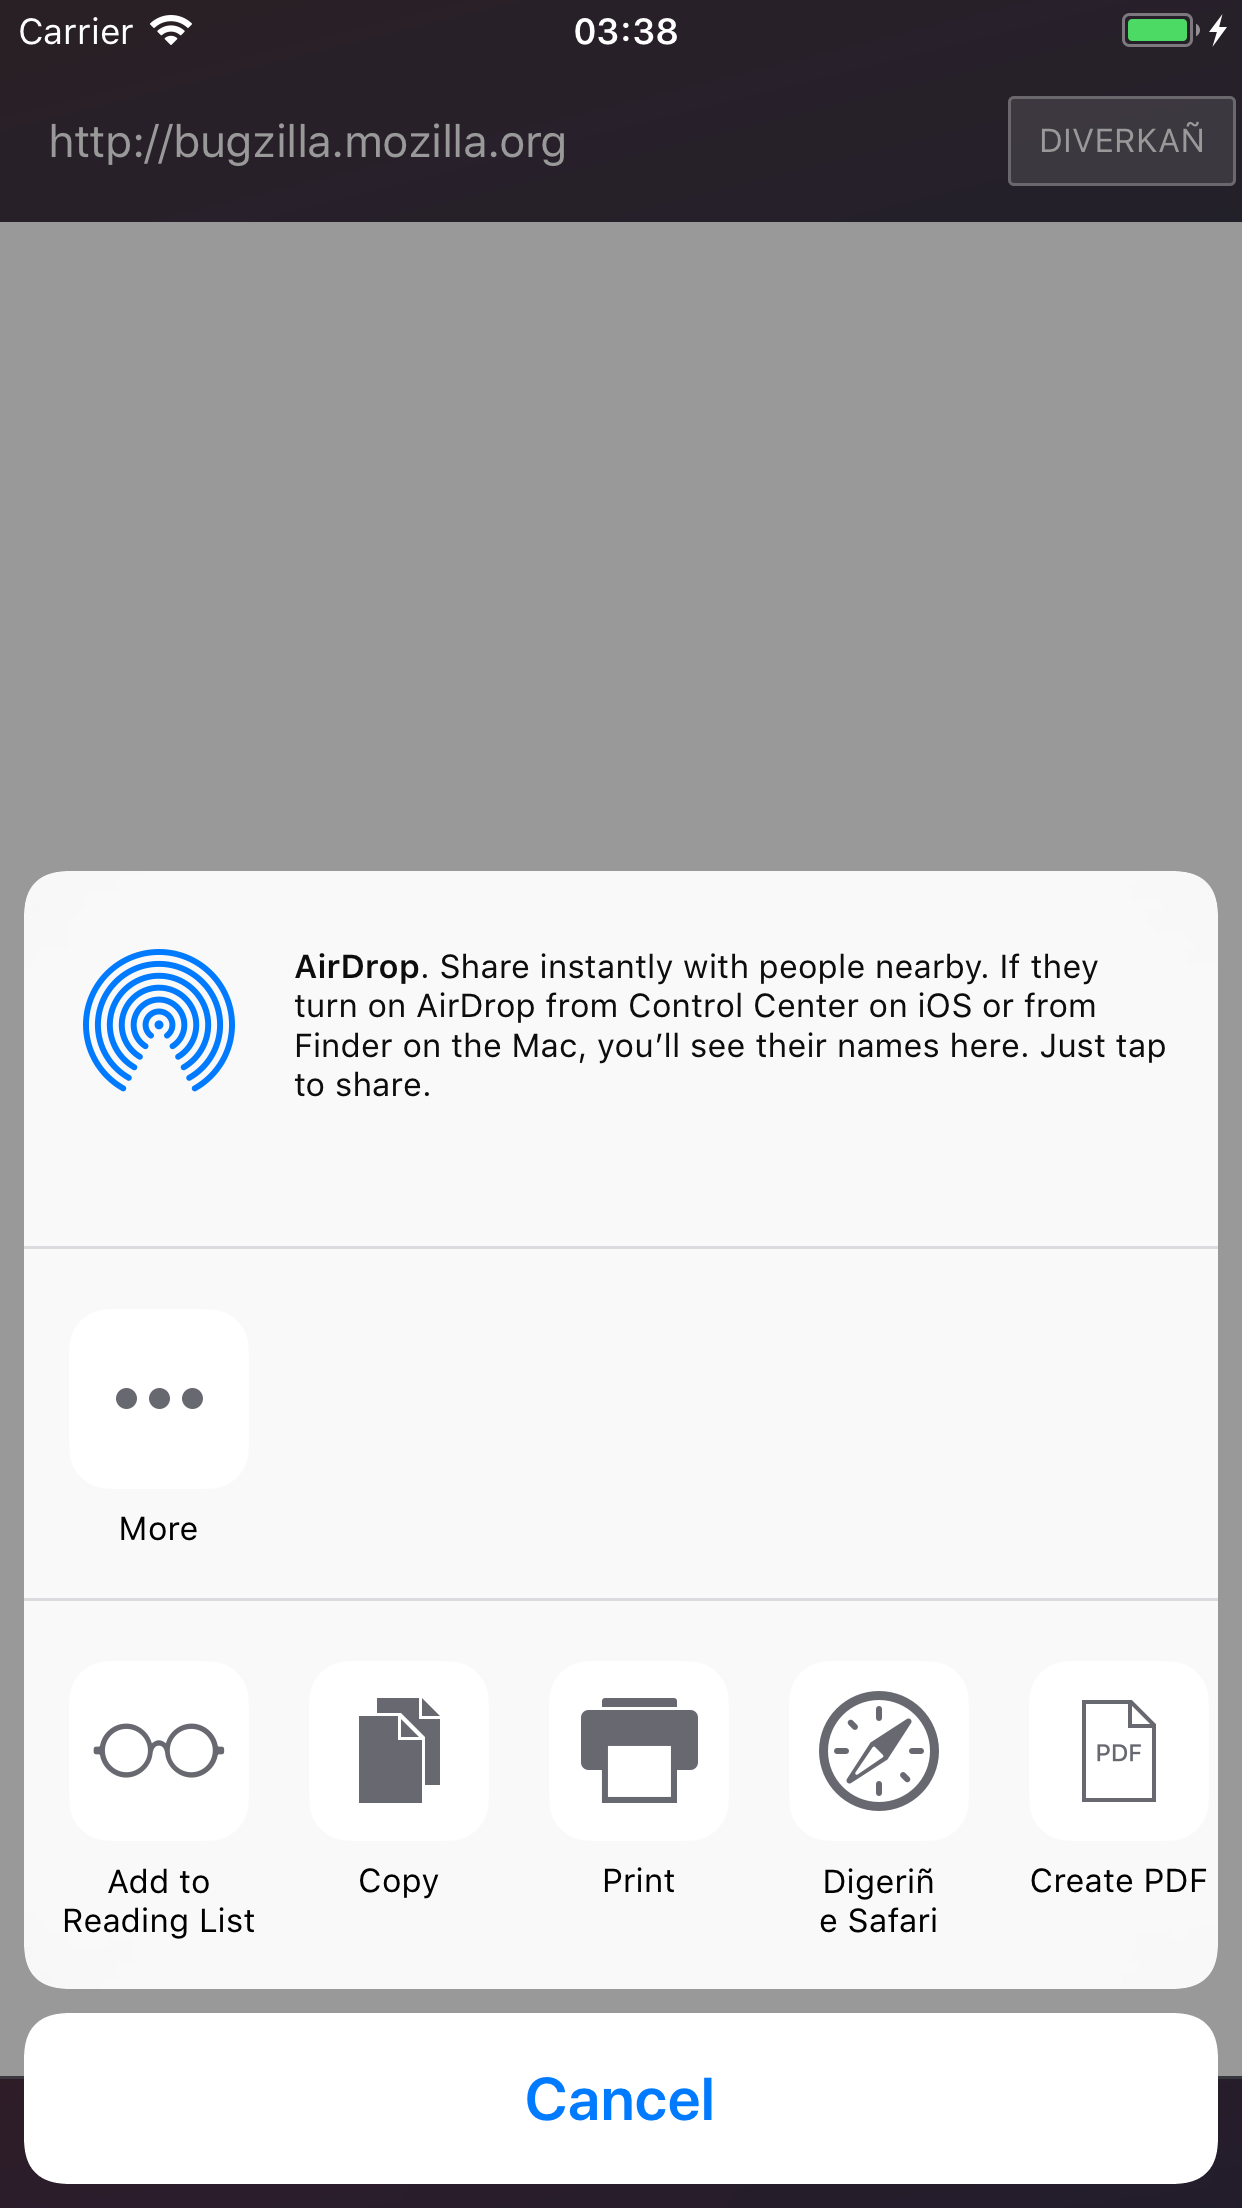 Carrier 03:38
http://bugzilla.mozilla.org DIVERKAÑ
AirDrop. Share instantly with people nearby. If they
turn on AirDrop from Control Center on iOS or from
Finder on the Mac, you’ll see their names here. Just tap
to share.
More
Add to
Reading List
Copy
Print
Digeriñ
e Safari
PDF
Create PDF
Cancel